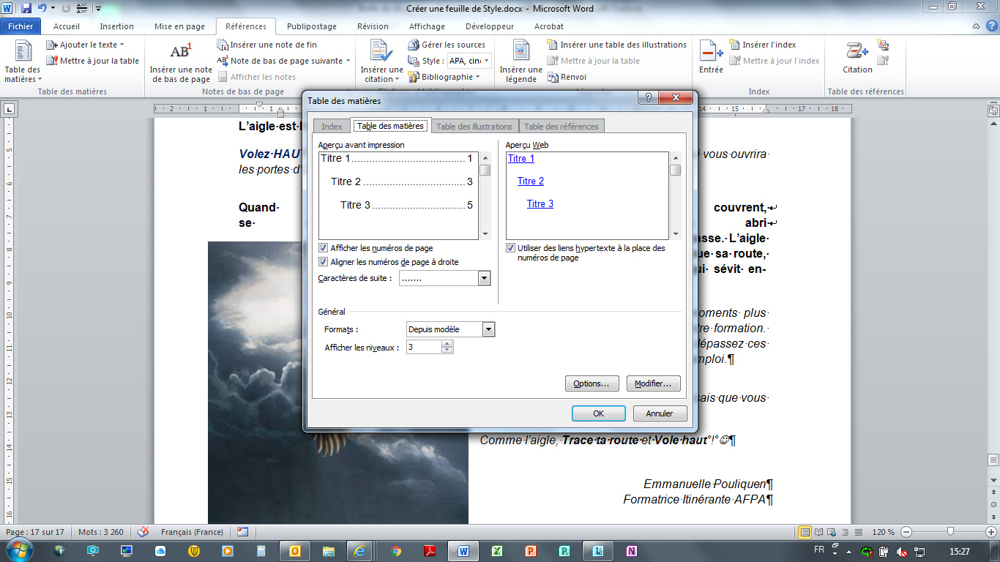 Créer une feuille de Style.docx - Microsoft Word
Fichier Accueil Insertion Mise en page Références Publipostage Révision Affichage Développeur Acrobat
Table des matières
Ajouter le texte
Mettre à jour la table
Table des matières
AB1
Insérer une note de bas de page
Insérer une note de fin
Note de bas de page suivante
Afficher les notes
Notes de bas de page
Insérer une citation
Gérer les sources
Style : APA, cin
Bibliographie
Insérer une légende
Insérer une table des illustrations
Mettre à jour la table
Renvoi
Entrée
Insérer l'index
Mettre à jour l'index
Index
Citation
Table des références
2 1 1 14 15 17 18
L'aigle est
Volez HAU
i vous ouvrira
les portes d'
Quand couvrent,
se abri
asse. L'aigle
ue sa route,
ui sévit en-
oments plus
tre formation.
dépassez ces
mploi.¶
sais que vous
Comme l'aigle, Trace ta route et Vole haut°!°☺¶
Emmanuelle Pouliquen¶
Formatrice Itinérante AFPA¶
Table des matières
Index Table des matières Table des illustrations Table des références
Aperçu avant impression
Titre 1.......................................1
Titre 2...................................3
Titre 3................................5
Afficher les numéros de page
Aligner les numéros de page à droite
Caractères de suite : .......
Aperçu Web
Titre 1
Titre 2
Titre 3
Utiliser des liens hypertexte à la place des
numéros de page
Général
Formats : Depuis modèle
Afficher les niveaux : 3
Options... Modifier...
OK Annuler
Page : 17 sur 17 Mots : 3 260 Français (France) 120 %
FR 15:27